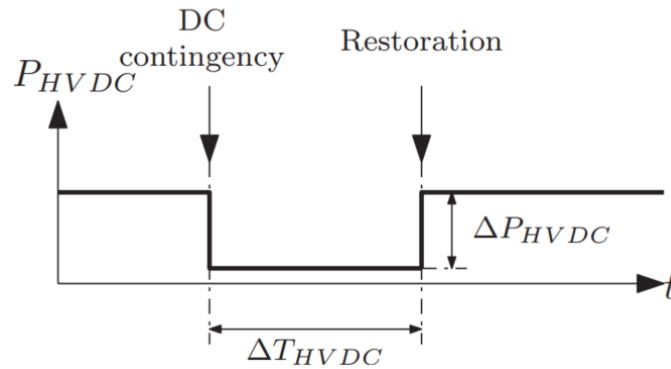 DC
contingency
Restoration
P_{HVDC}
ΔP_{HVDC}
t
ΔT_{HVDC}